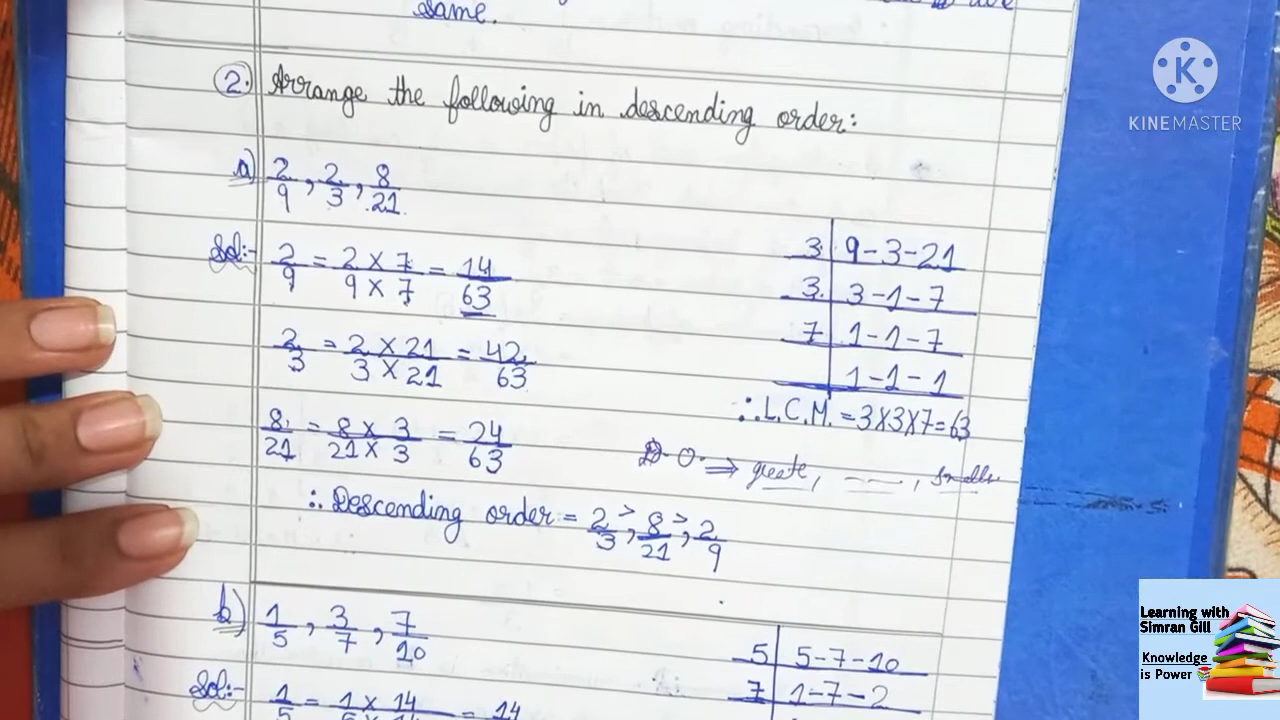 same.
2. Arrange the following in descending order:
a) 2/9, 2/3, 8/21
Sol:- 2/9 = 2 × 7/9 × 7 = 14/63
2/3 = 2 × 21/3 × 21 = 42/63
8/21 = 8 × 3/21 × 3 = 24/63
3 | 9-3-21
3 | 3-1-7
7 | 1-1-7
1-1-1
∴ L.C.M. = 3×3×7=63
D. O. ⇒ greate, ——,
∴ Descending order = 2/3 >, 8/21 >, 2/9
b) 1/5, 3/7, 7/10
Sol:- 1/5 = 1 × 14 = 14
5 | 5-7-10
7 | 1-7-2
K
KINEMASTER
Learning with
Simran Gill
Knowledge
is Power